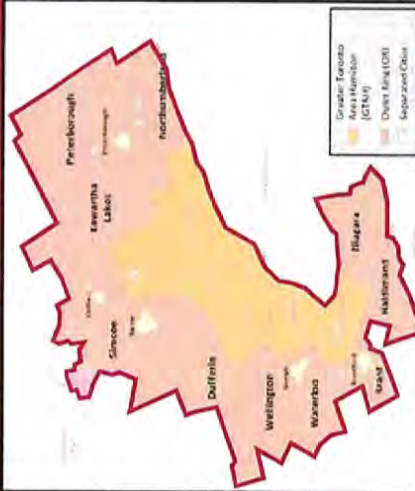 Peterborough
Peterborough
Northumberland
Kawartha
Lakes
Simcoe
Barrie
Dufferin
Wellington
Guelph
Waterloo
Brantford
Brant
Niagara
Haldimand
Greater Toronto
Area Hamilton
(GTAH)
Outer Ring (OR)
Separated Cities